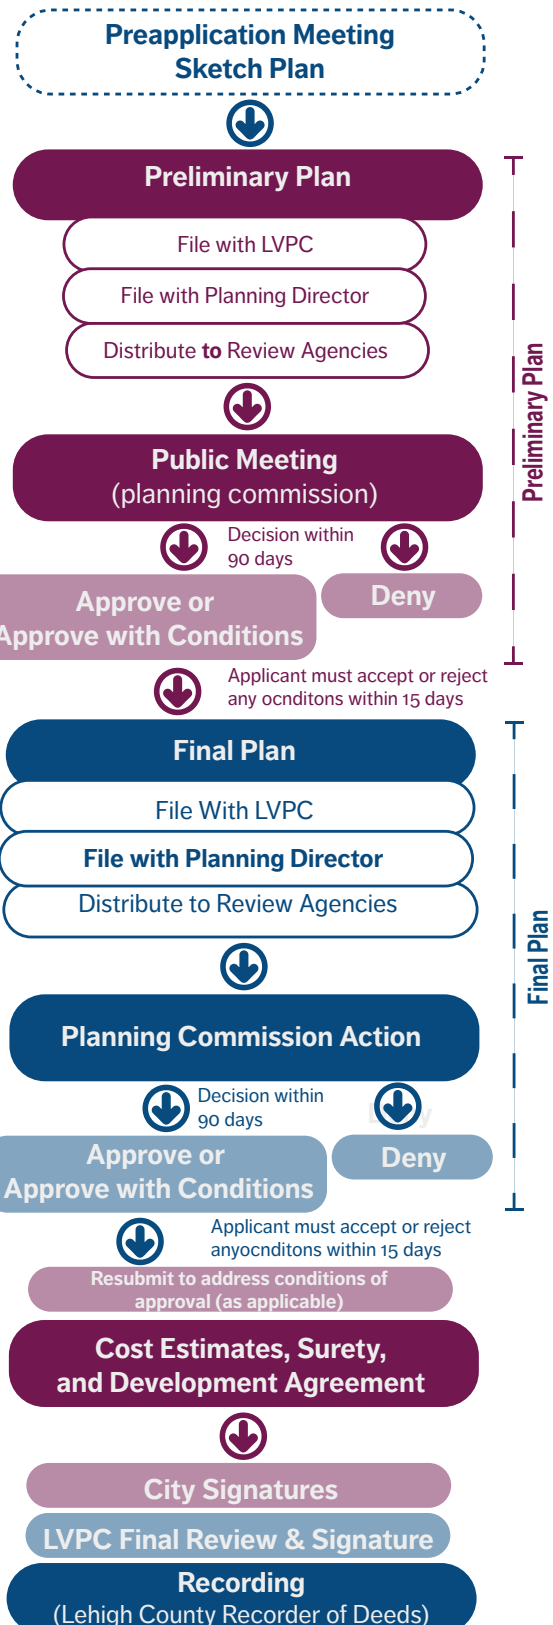 Preapplication Meeting
Sketch Plan
Preliminary Plan
File with LVPC
File with Planning Director
Distribute to Review Agencies
Preliminary Plan
Public Meeting
(planning commission)
Decision within
90 days
Approve or
Approve with Conditions
Deny
Applicant must accept or reject
any ocnditons within 15 days
Final Plan
File With LVPC
File with Planning Director
Distribute to Review Agencies
Final Plan
Planning Commission Action
Decision within
90 days
Deny
Approve or
Approve with Conditions
Deny
Applicant must accept or reject
anyocnditons within 15 days
Resubmit to address conditions of
approval (as applicable)
Cost Estimates, Surety,
and Development Agreement
City Signatures
LVPC Final Review & Signature
Recording
(Lehigh County Recorder of Deeds)